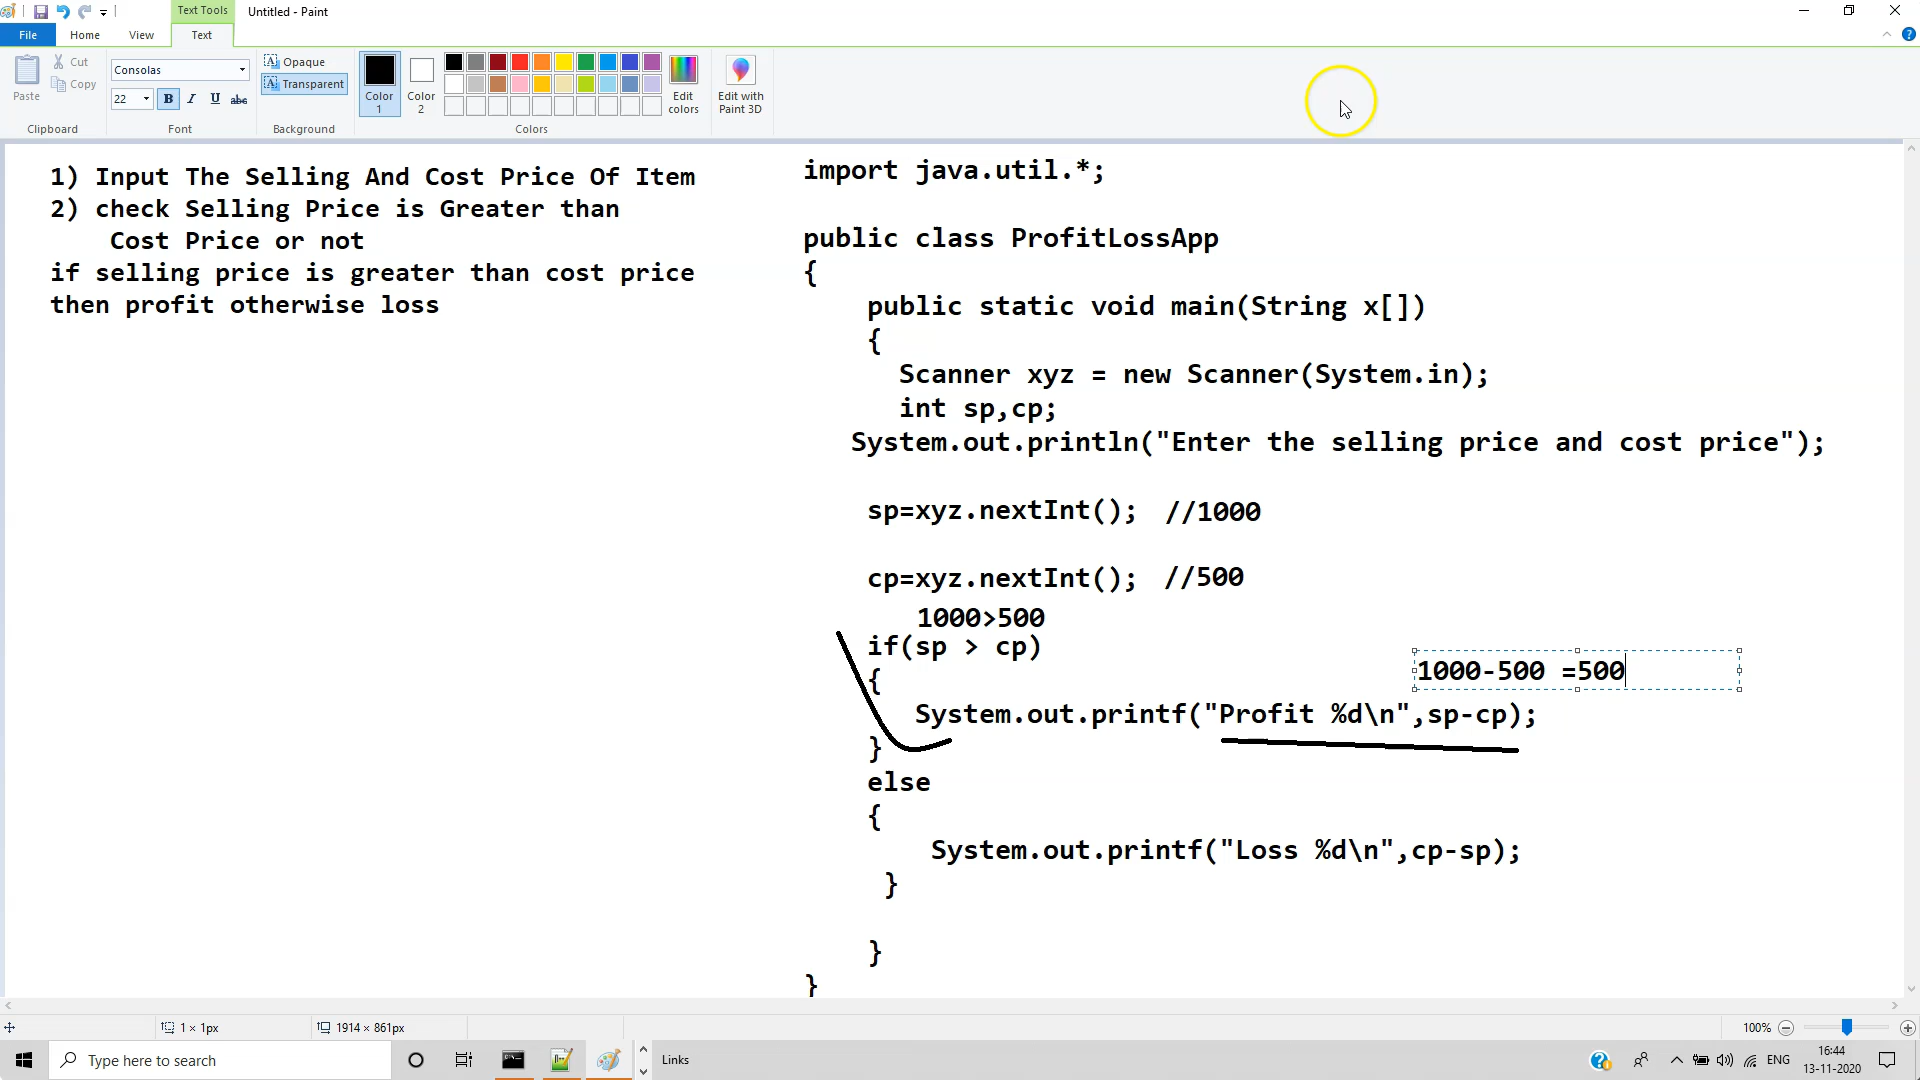 Text Tools
Untitled - Paint
File
Home
View
Text
Paste
Cut
Copy
Clipboard
Consolas
22
B
I
U
abc
Font
Opaque
Transparent
Background
Color 1
Color 2
Edit colors
Colors
Edit with Paint 3D
1) Input The Selling And Cost Price Of Item
2) check Selling Price is Greater than
Cost Price or not
if selling price is greater than cost price
then profit otherwise loss
import java.util.*;
public class ProfitLossApp
{
public static void main(String x[])
{
Scanner xyz = new Scanner(System.in);
int sp,cp;
System.out.println("Enter the selling price and cost price");
sp=xyz.nextInt(); //1000
cp=xyz.nextInt(); //500
1000>500
if(sp > cp)
{
1000-500 =500
System.out.printf("Profit %d\n",sp-cp);
}
else
{
System.out.printf("Loss %d\n",cp-sp);
}
}
}
1 × 1px
1914 × 861px
100%
Type here to search
Links
ENG
16:44
13-11-2020